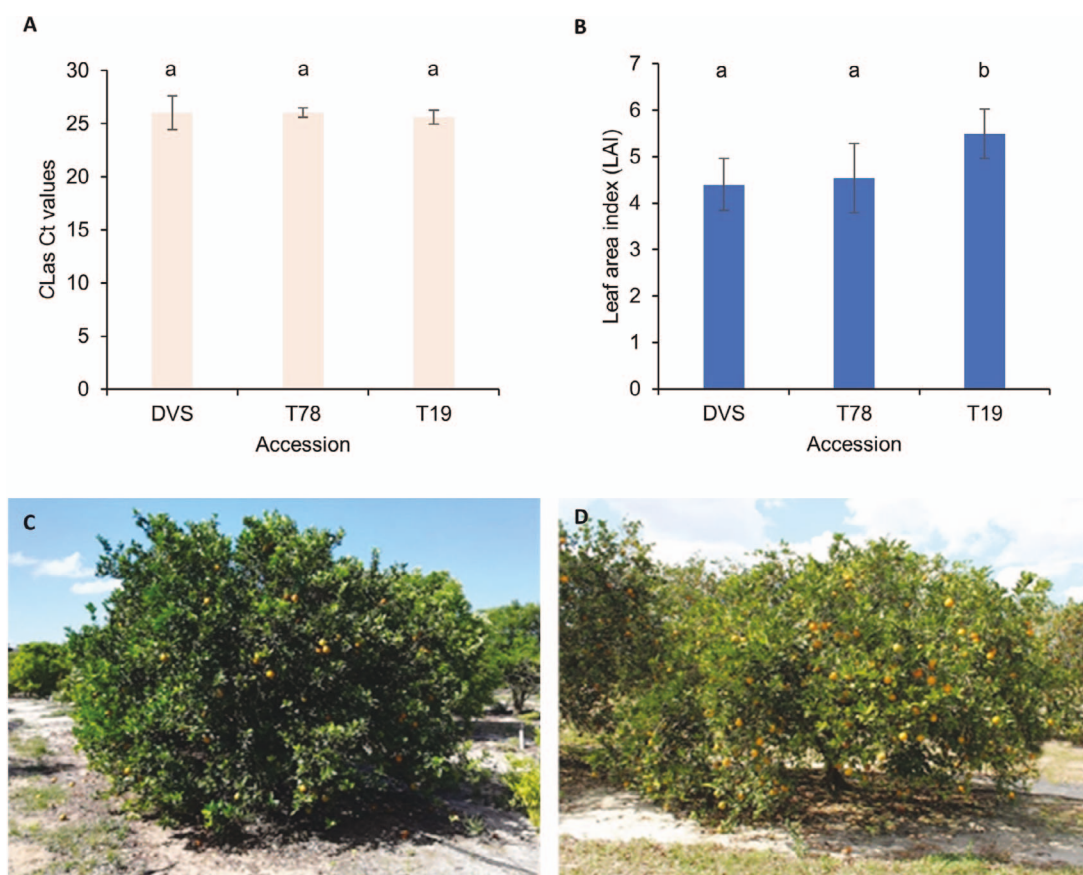 A
CLas Ct values
30
25
20
15
10
5
0
a a a
DVS T78 T19
Accession
B
Leaf area index (LAI)
7
6
5
4
3
2
1
0
a a b
DVS T78 T19
Accession
C
D